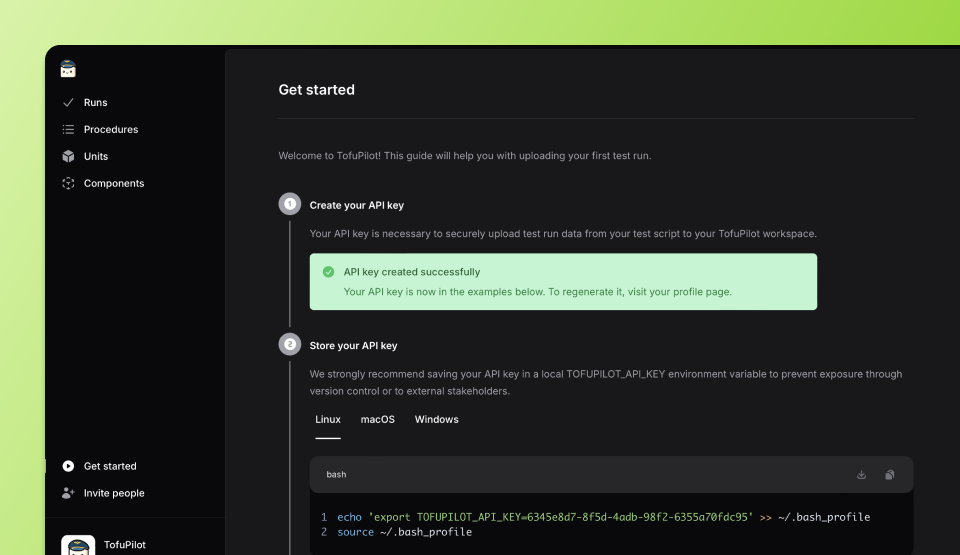 Get started
Runs
Procedures
Units
Components
Welcome to TofuPilot! This guide will help you with uploading your first test run.
1
Create your API key
Your API key is necessary to securely upload test run data from your test script to your TofuPilot workspace.
API key created successfully
Your API key is now in the examples below. To regenerate it, visit your profile page.
2
Store your API key
We strongly recommend saving your API key in a local TOFUPILOT_API_KEY environment variable to prevent exposure through
version control or to external stakeholders.
Linux macOS Windows
bash
1 echo 'export TOFUPILOT_API_KEY=6345e8d7-8f5d-4adb-98f2-6355a70fdc95' >> ~/.bash_profile
2 source ~/.bash_profile
Get started
Invite people
TofuPilot